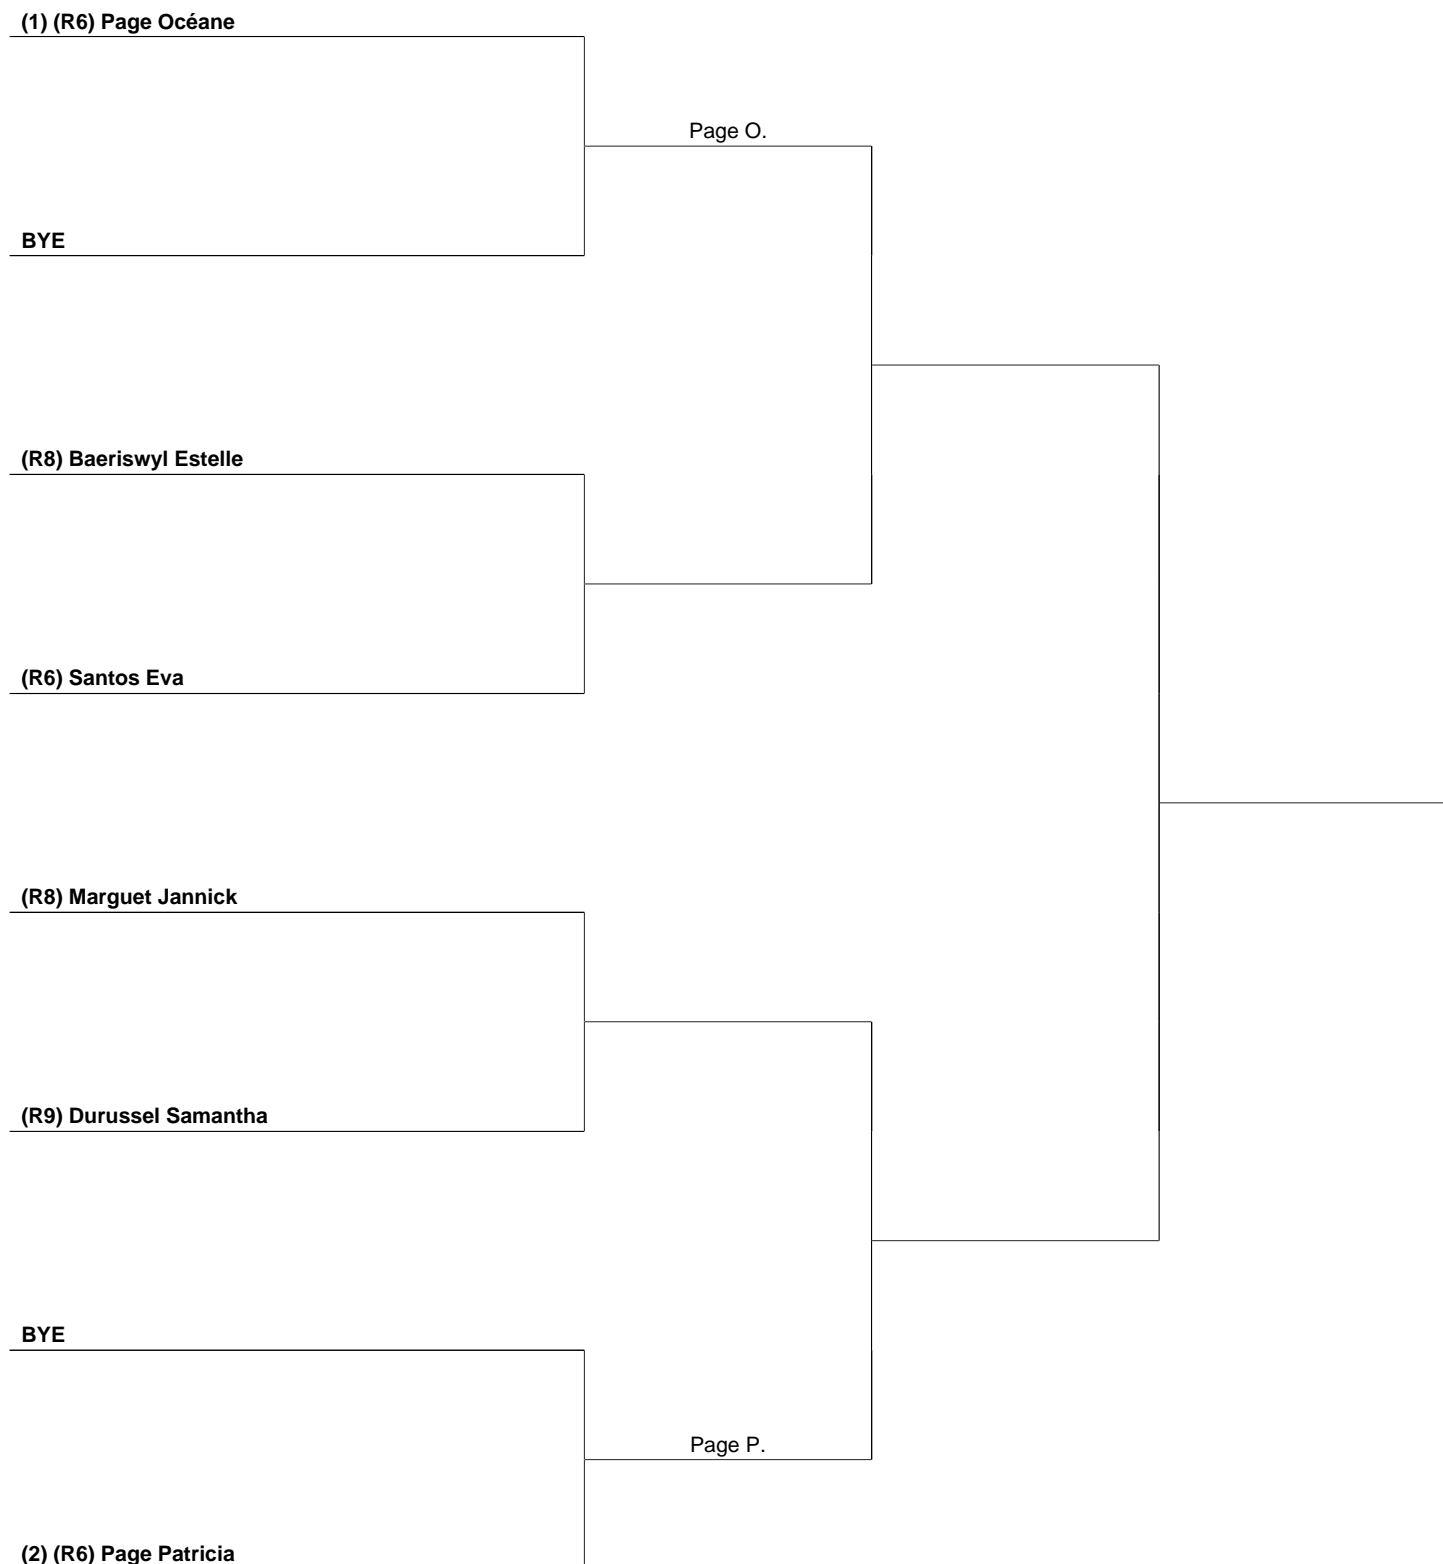 (1) (R6) Page Océane
Page O.
BYE
(R8) Baeriswyl Estelle
(R6) Santos Eva
(R8) Marguet Jannick
(R9) Durussel Samantha
BYE
Page P.
(2) (R6) Page Patricia